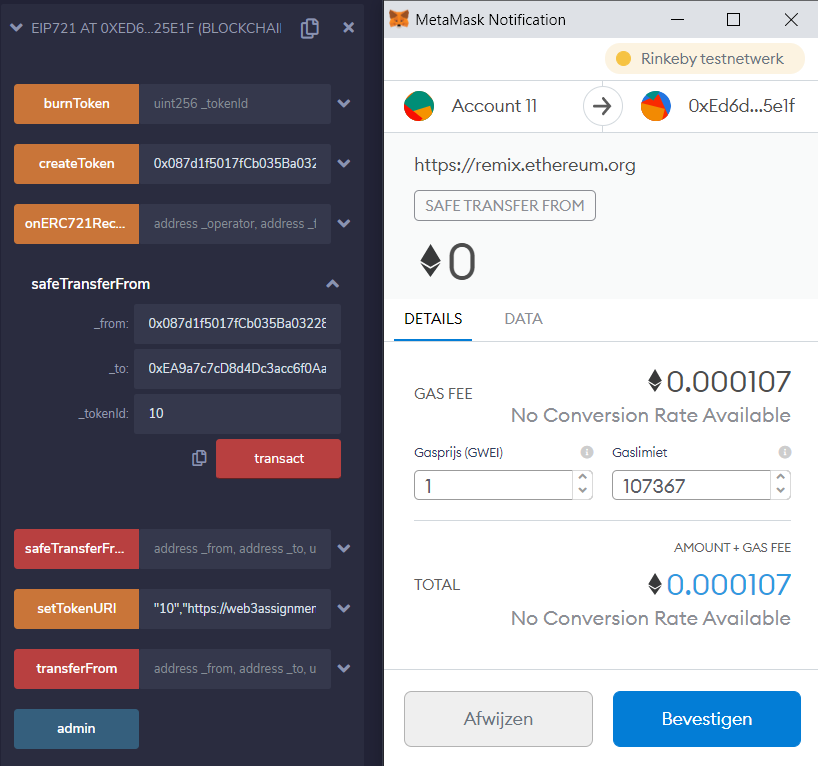 EIP721 AT 0XED6...25E1F (BLOCKCHAI
burnToken
uint256 _tokenId
createToken
0x087d1f5017fCb035Ba032
onERC721Rec...
address _operator, address _f
safeTransferFrom
_from:
0x087d1f5017fCb035Ba03228
_to:
0xEA9a7c7cD8d4Dc3acc6f0Aa
_tokenId:
10
transact
safeTransferFr...
address _from, address _to, u
setTokenURI
"10","https://web3assignmen
transferFrom
address _from, address _to, u
admin
MetaMask Notification
Rinkeby testnetwerk
Account 11
0xEd6d...5e1f
https://remix.ethereum.org
SAFE TRANSFER FROM
0
DETAILS
DATA
GAS FEE
0.000107
No Conversion Rate Available
Gasprijs (GWEI)
Gaslimiet
1
107367
AMOUNT + GAS FEE
TOTAL
0.000107
No Conversion Rate Available
Afwijzen
Bevestigen